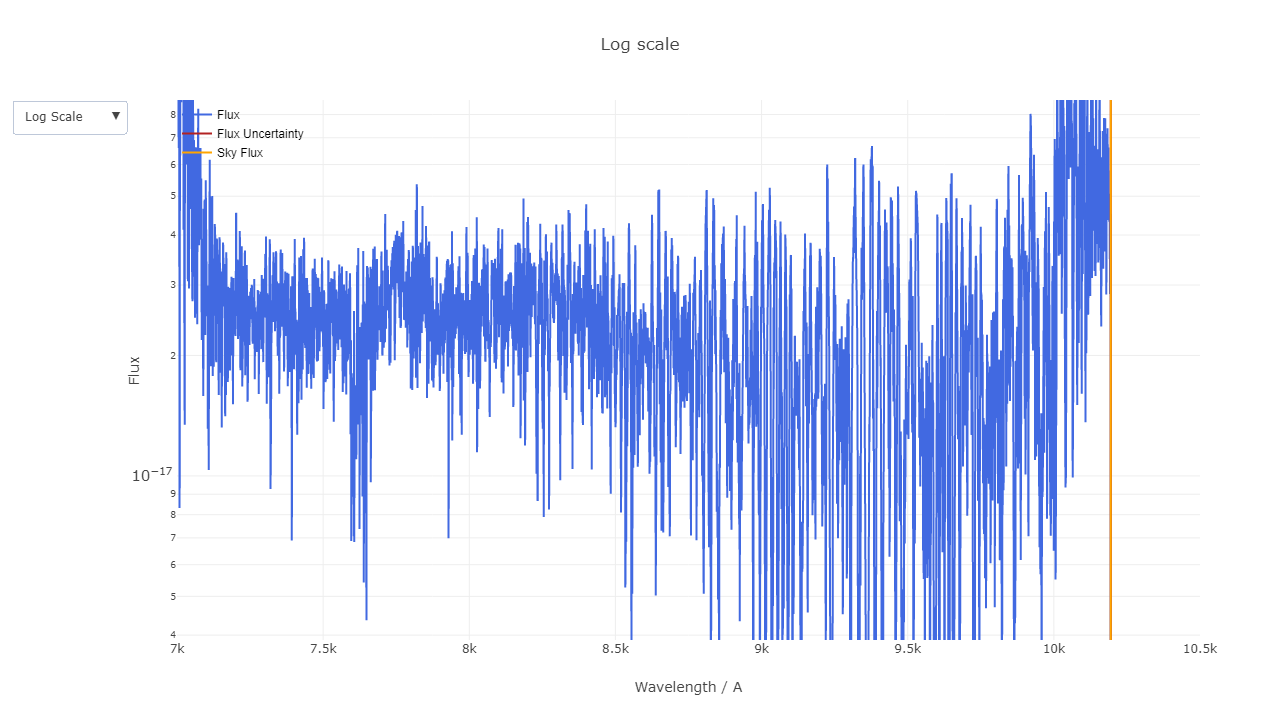 Log scale
Log Scale ▼
Flux
Flux Uncertainty
Sky Flux
8
7
6
5
4
3
2
10−17
9
8
7
6
5
4
Flux
7k 7.5k 8k 8.5k 9k 9.5k 10k 10.5k
Wavelength / A